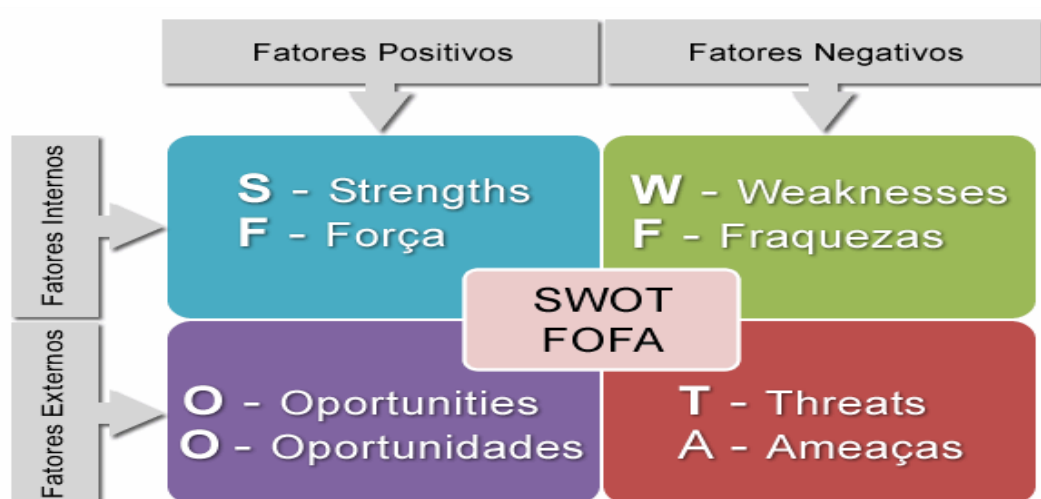 Fatores Positivos
Fatores Negativos
Fatores Internos
S - Strengths
F - Força
W - Weaknesses
F - Fraquezas
SWOT
FOFA
Fatores Externos
O - Oportunities
O - Oportunidades
T - Threats
A - Ameaças